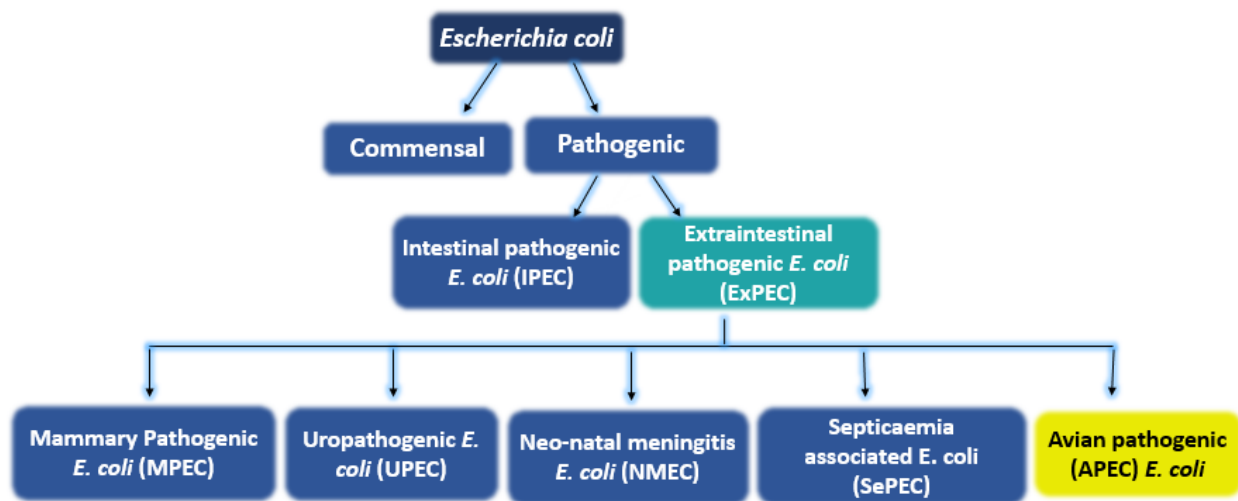 Escherichia coli
Commensal
Pathogenic
Intestinal pathogenic
E. coli (IPEC)
Extraintestinal
pathogenic E. coli
(ExPEC)
Mammary Pathogenic
E. coli (MPEC)
Uropathogenic E.
coli (UPEC)
Neo-natal meningitis
E. coli (NMEC)
Septicaemia
associated E. coli
(SePEC)
Avian pathogenic
(APEC) E. coli